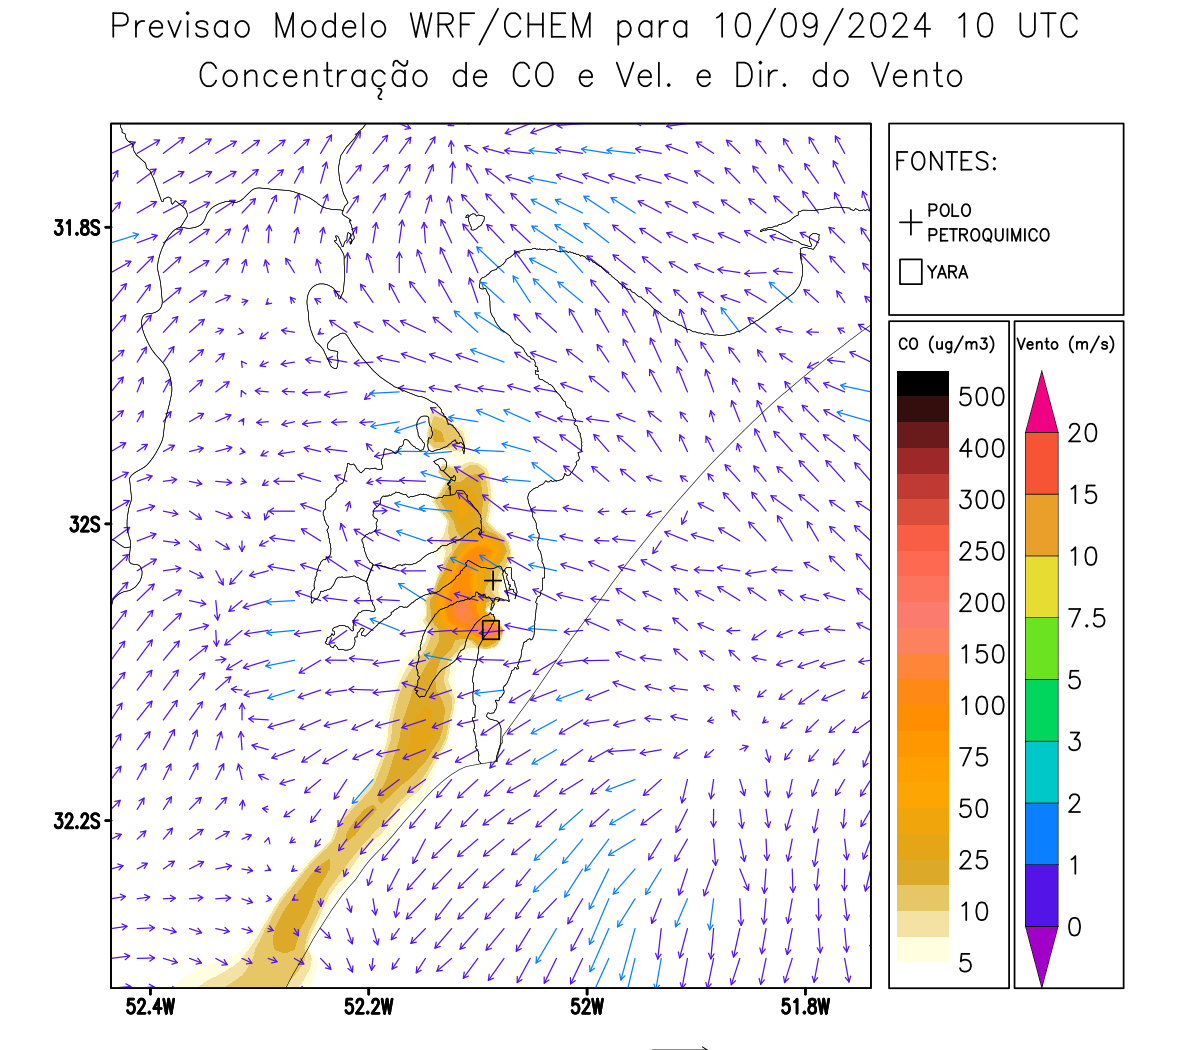 Previsao Modelo WRF/CHEM para 10/09/2024 10 UTC
Concentração de CO e Vel. e Dir. do Vento
FONTES:
POLO
PETROQUIMICO
YARA
CO (ug/m3)
500
400
300
250
200
150
100
75
50
25
10
5
Vento (m/s)
20
15
10
7.5
5
3
2
1
0
31.8S
32S
32.2S
52.4W
52.2W
52W
51.8W